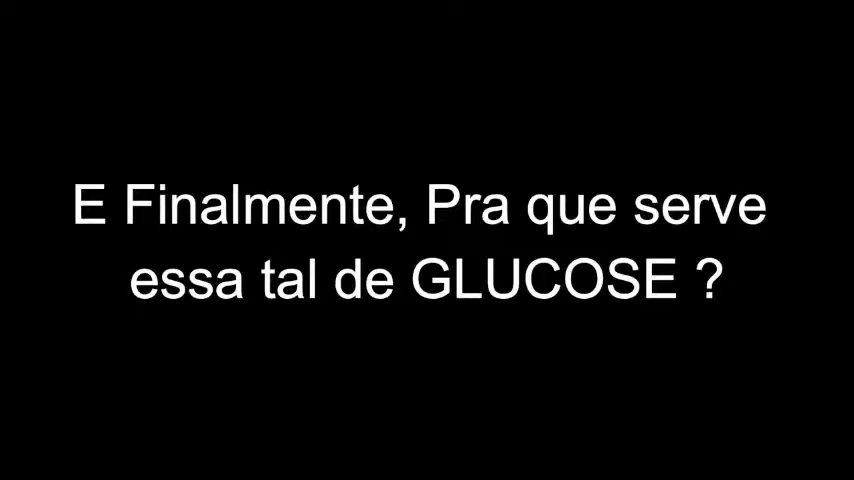 E Finalmente, Pra que serve
essa tal de GLUCOSE ?